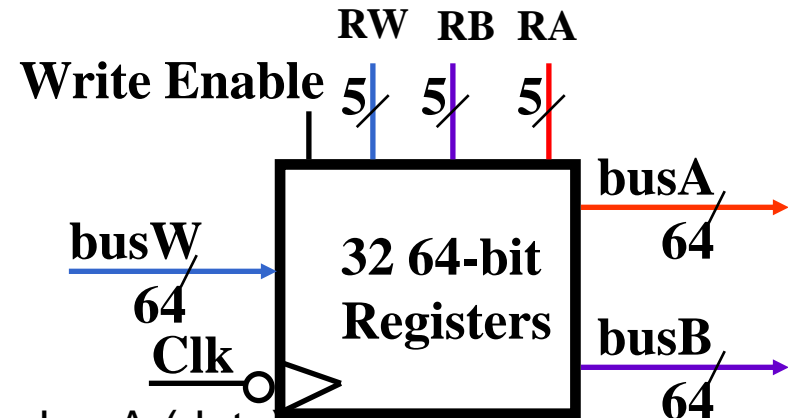 RW RB RA
Write Enable
5 5 5
busA
64
busW
64
32 64-bit
Registers
Clk
busB
64